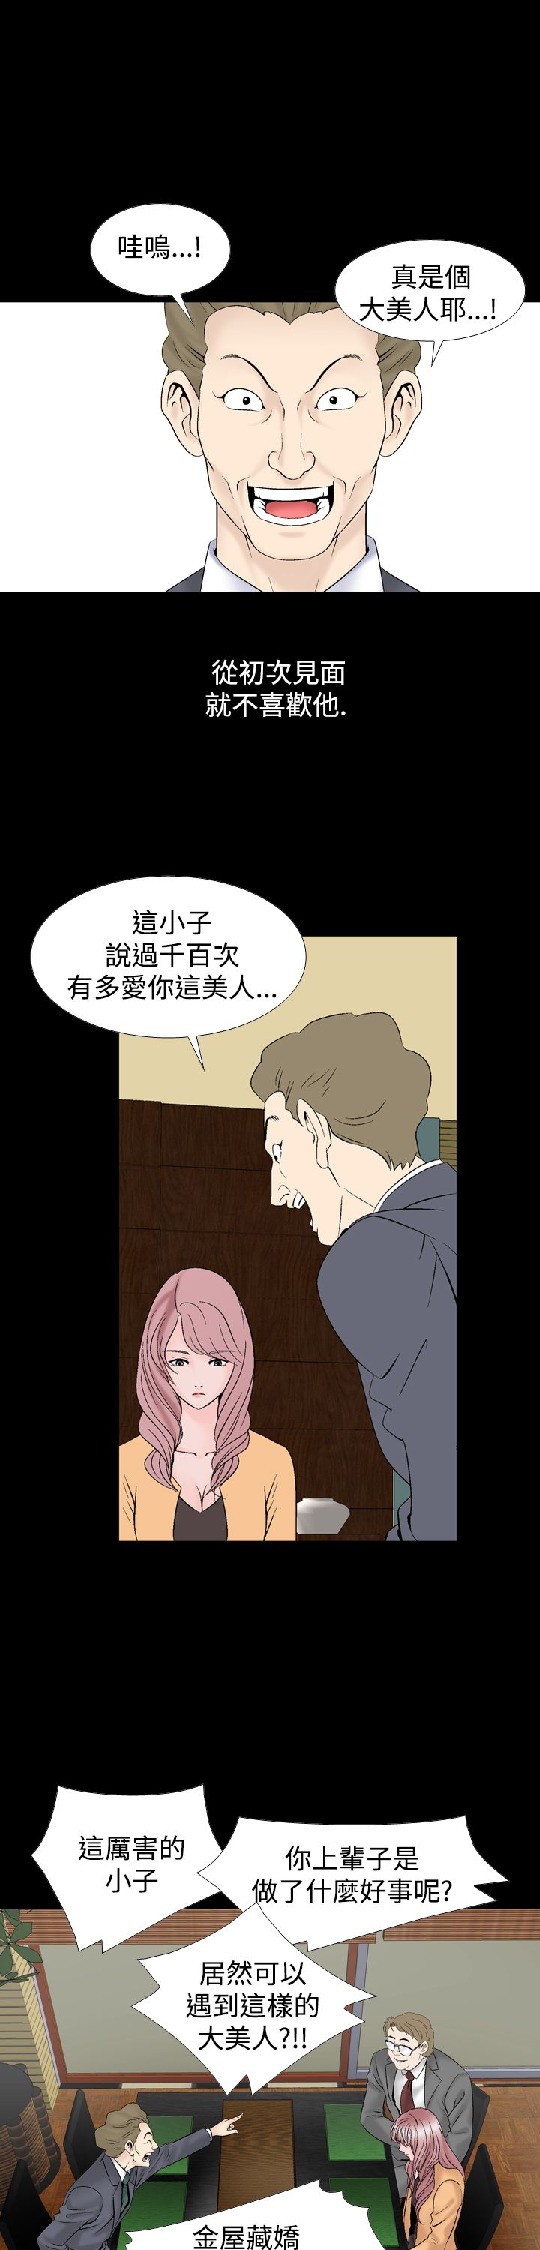 哇嗚...!
真是個
大美人耶...!
從初次見面
就不喜歡他.
這小子
說過千百次
有多愛你這美人...
這厲害的
小子
你上輩子是
做了什麼好事呢?
居然可以
遇到這樣的
大美人?!!
金屋藏嬌